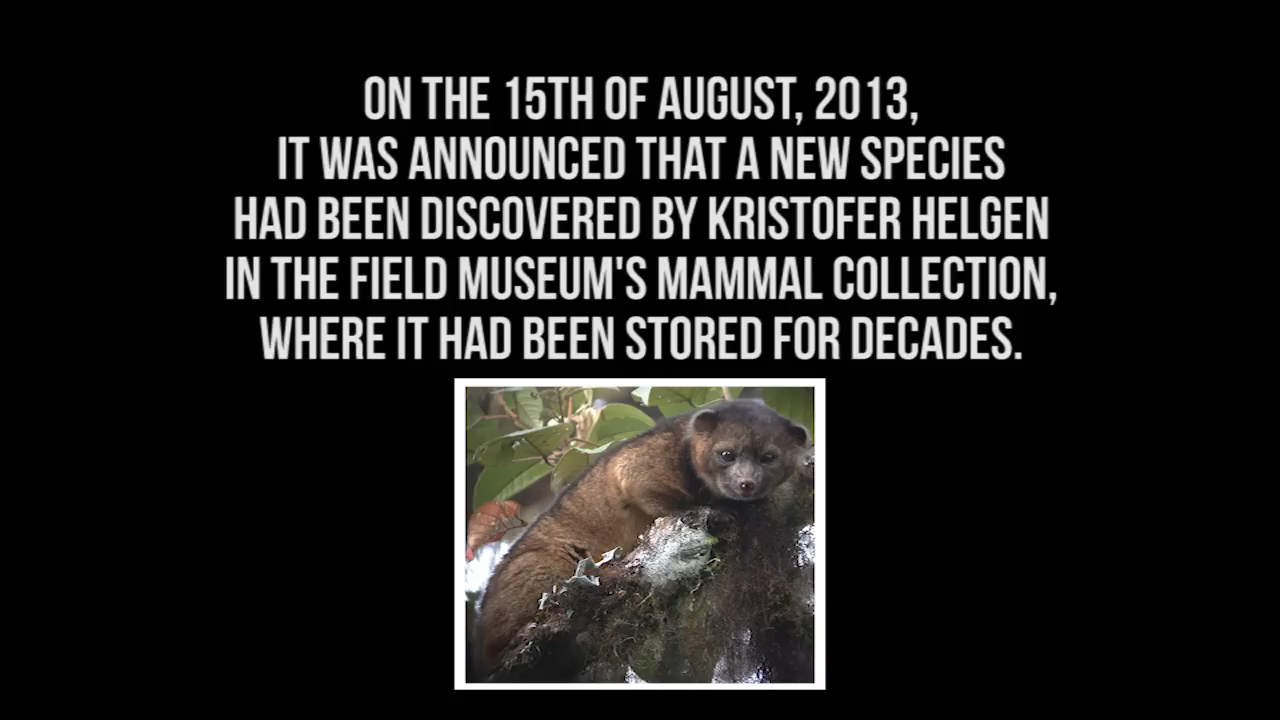 ON THE 15TH OF AUGUST, 2013,
IT WAS ANNOUNCED THAT A NEW SPECIES
HAD BEEN DISCOVERED BY KRISTOFER HELGEN
IN THE FIELD MUSEUM'S MAMMAL COLLECTION,
WHERE IT HAD BEEN STORED FOR DECADES.